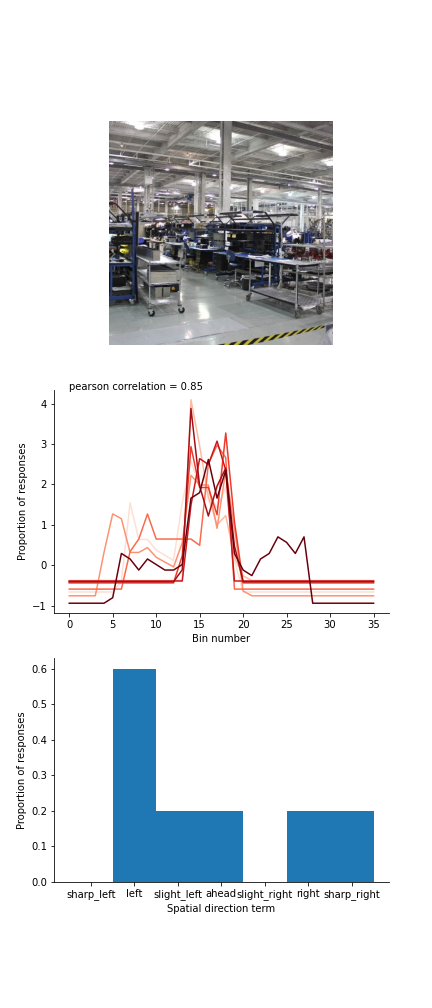 pearson correlation = 0.85
4
3
2
1
0
−1
Proportion of responses
0 5 10 15 20 25 30 35
Bin number
0.6
0.5
0.4
0.3
0.2
0.1
0.0
Proportion of responses
sharp_left left slight_left ahead slight_right right sharp_right
Spatial direction term